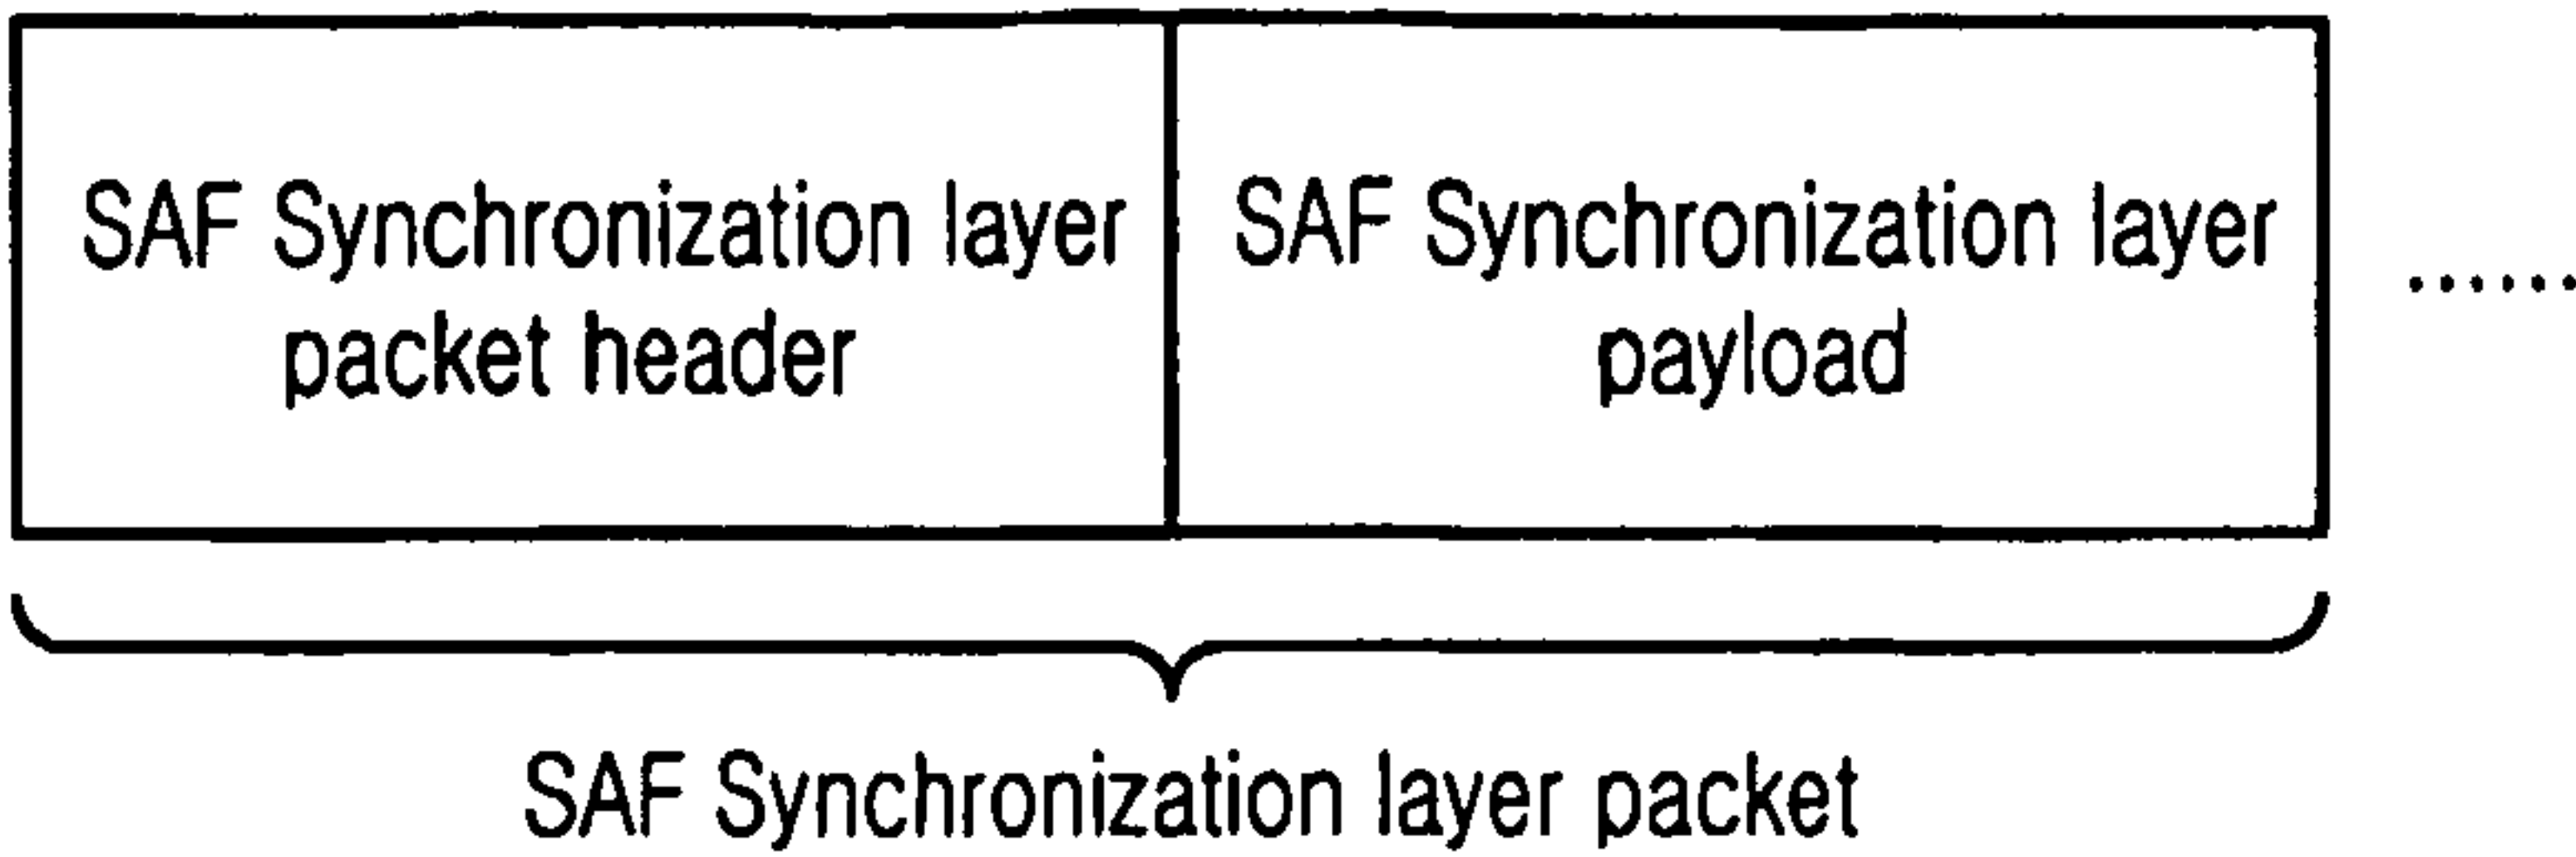 SAF Synchronization layer
packet header
SAF Synchronization layer
payload
......
SAF Synchronization layer packet